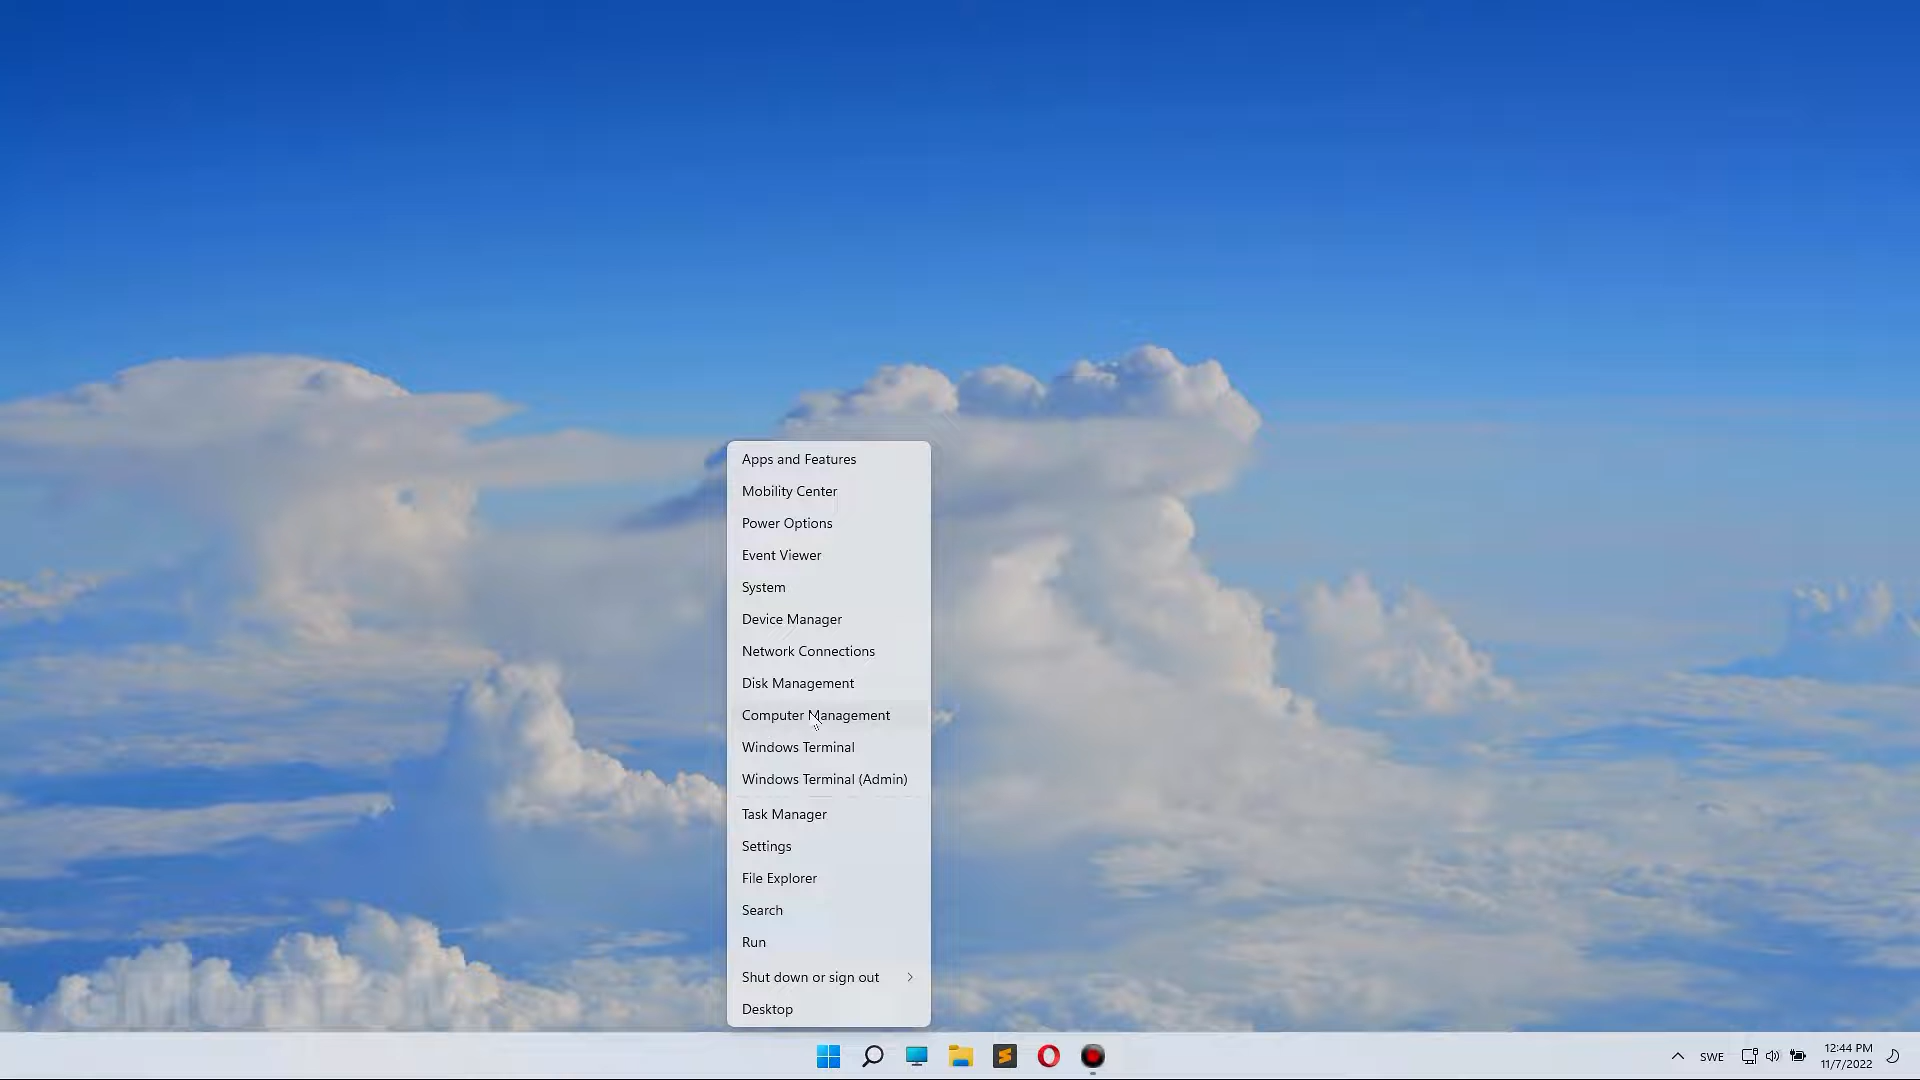 Apps and Features
Mobility Center
Power Options
Event Viewer
System
Device Manager
Network Connections
Disk Management
Computer Management
Windows Terminal
Windows Terminal (Admin)
Task Manager
Settings
File Explorer
Search
Run
Shut down or sign out
Desktop
SWE
12:44 PM
11/7/2022